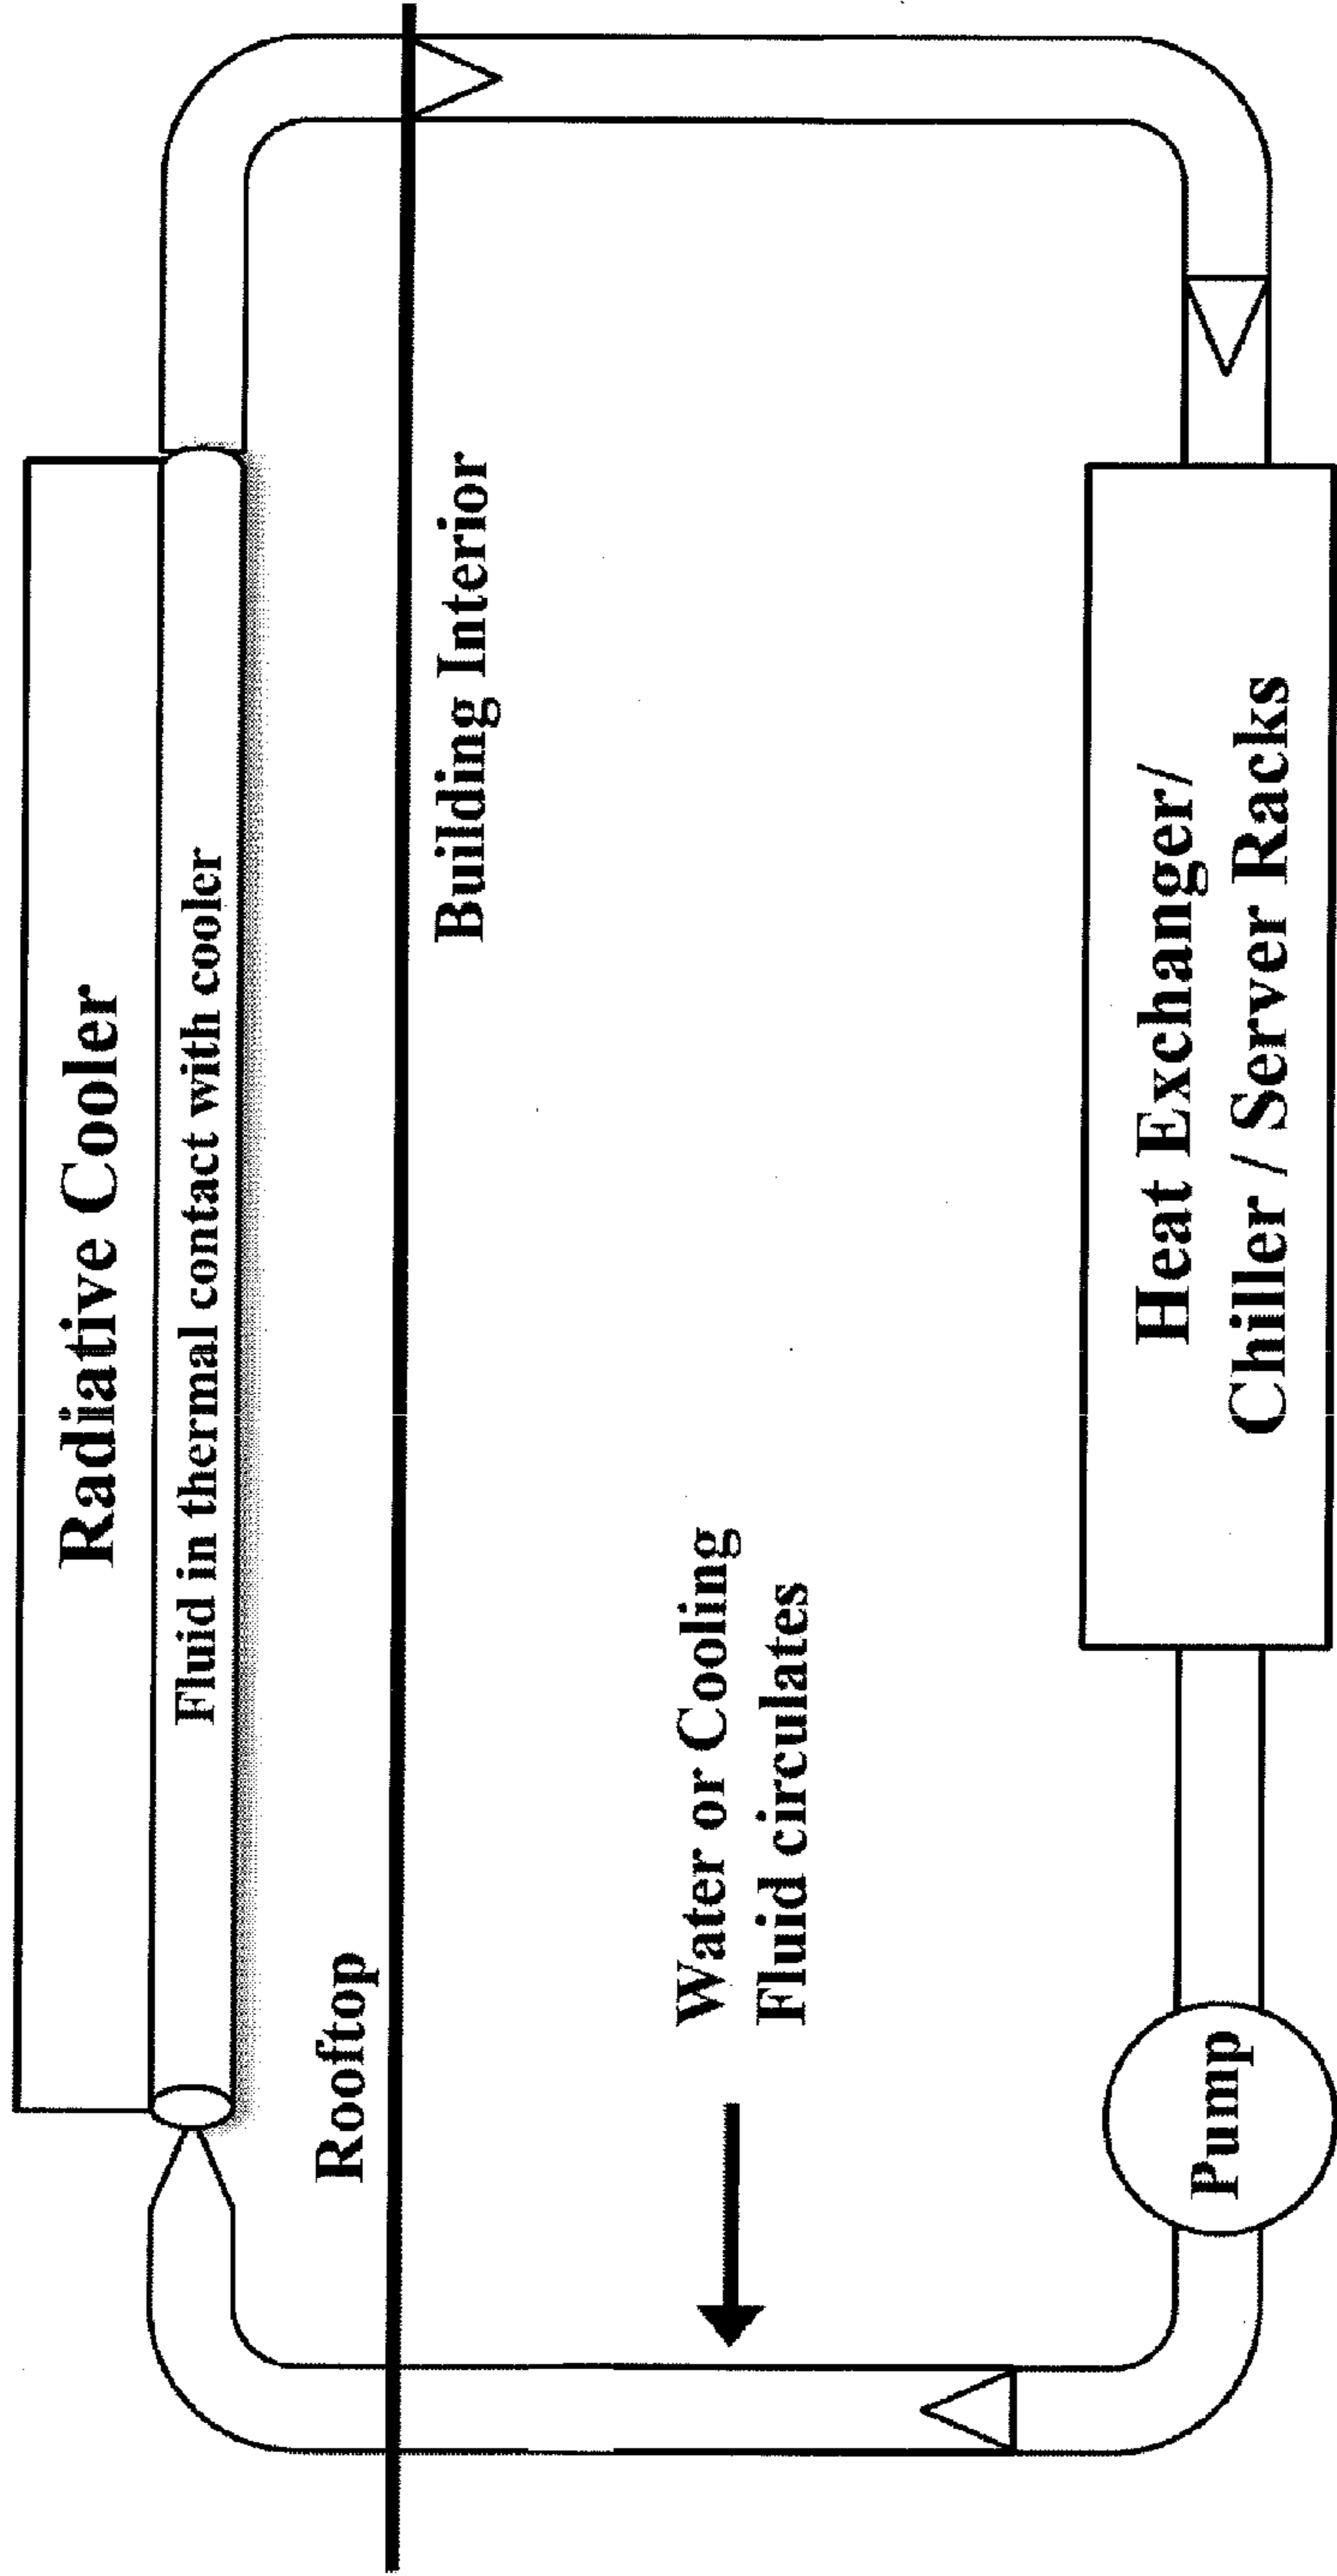 Radiative Cooler
Fluid in thermal contact with cooler
Rooftop
Building Interior
Water or Cooling
Fluid circulates
Pump
Heat Exchanger/
Chiller / Server Racks